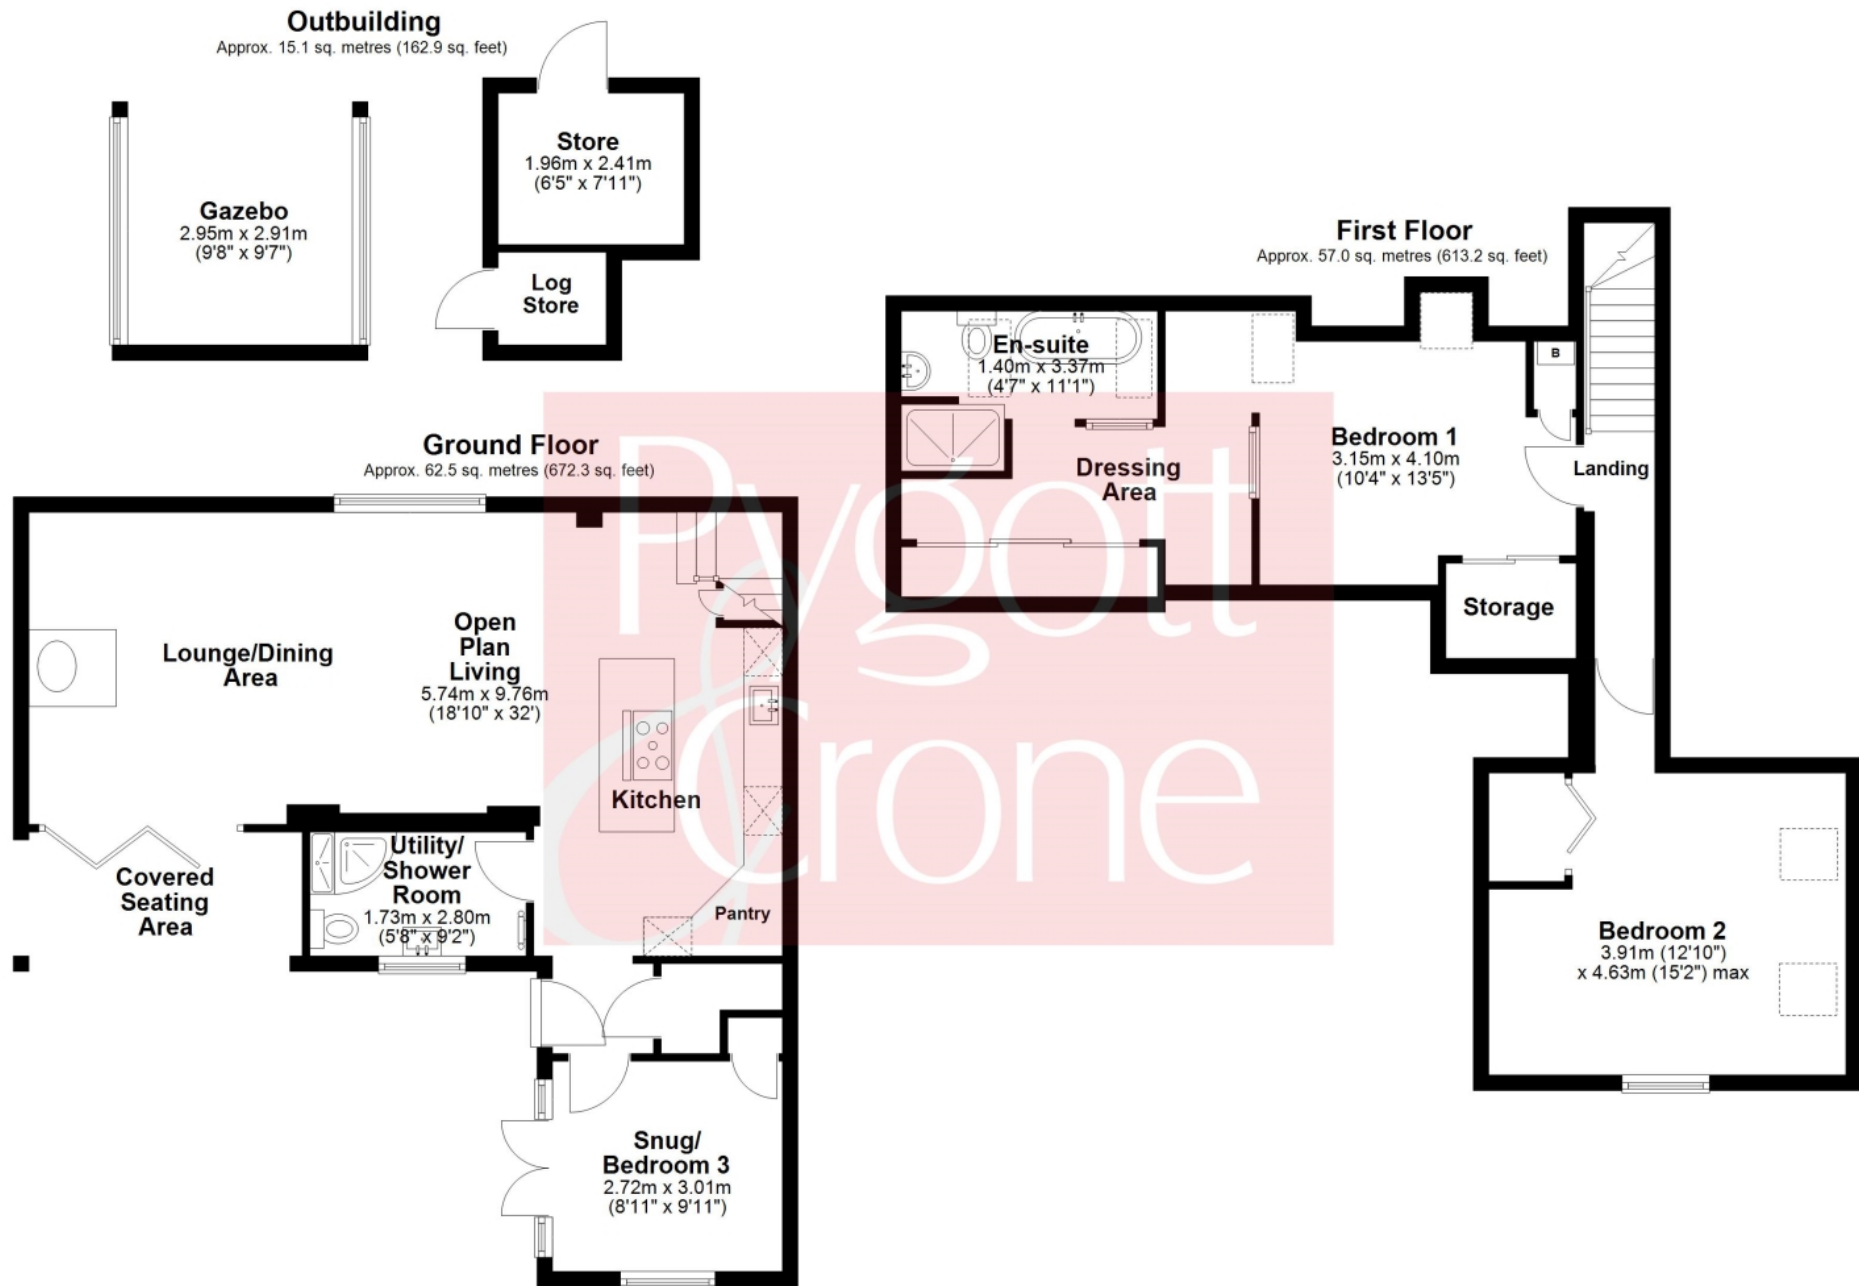 Outbuilding
Approx. 15.1 sq. metres (162.9 sq. feet)
Store
1.96m x 2.41m
(6'5" x 7'11")
Gazebo
2.95m x 2.91m
(9'8" x 9'7")
Log
Store
First Floor
Approx. 57.0 sq. metres (613.2 sq. feet)
En-suite
1.40m x 3.37m
(4'7" x 11'1")
B
Bedroom 1
3.15m x 4.10m
(10'4" x 13'5")
Landing
Dressing
Area
Storage
Bedroom 2
3.91m (12'10")
x 4.63m (15'2") max
Ground Floor
Approx. 62.5 sq. metres (672.3 sq. feet)
Lounge/Dining
Area
Open
Plan
Living
5.74m x 9.76m
(18'10" x 32')
Kitchen
Utility/
Shower
Room
1.73m x 2.80m
(5'8" x 9'2")
Covered
Seating
Area
Pantry
Snug/
Bedroom 3
2.72m x 3.01m
(8'11" x 9'11")
Pygott
& Crone